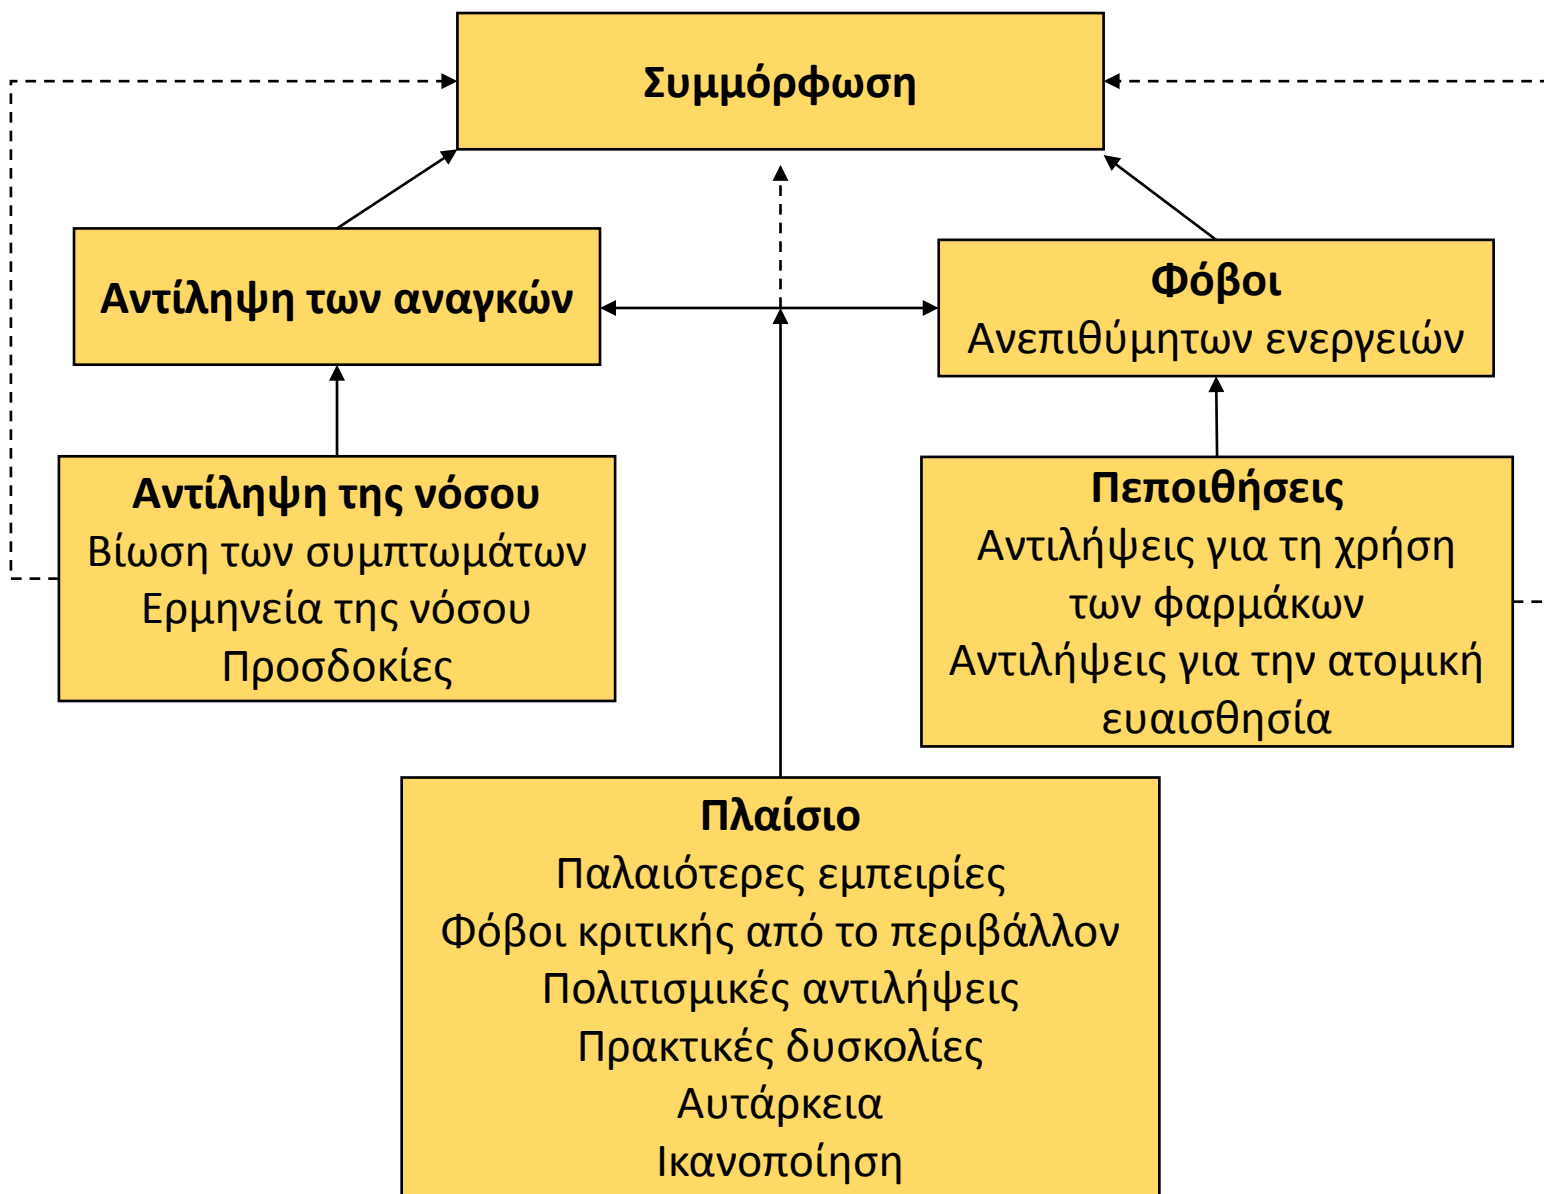 Συμμόρφωση
Αντίληψη των αναγκών
Φόβοι
Ανεπιθύμητων ενεργειών
Αντίληψη της νόσου
Βίωση των συμπτωμάτων
Ερμηνεία της νόσου
Προσδοκίες
Πεποιθήσεις
Αντιλήψεις για τη χρήση
των φαρμάκων
Αντιλήψεις για την ατομική
ευαισθησία
Πλαίσιο
Παλαιότερες εμπειρίες
Φόβοι κριτικής από το περιβάλλον
Πολιτισμικές αντιλήψεις
Πρακτικές δυσκολίες
Αυτάρκεια
Ικανοποίηση